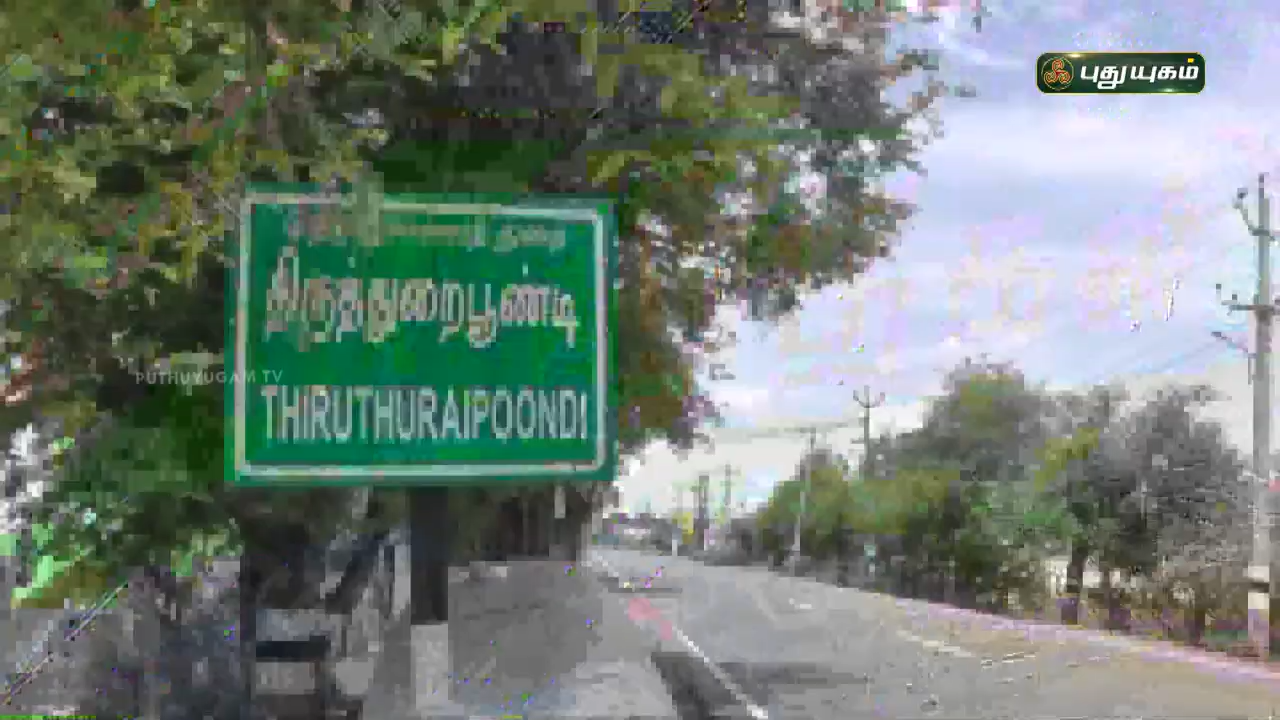 புதுயுகம்
துறை
திருத்துறைபூண்டி
PUTHUYUGAM TV
THIRUTHURAIPOONDI